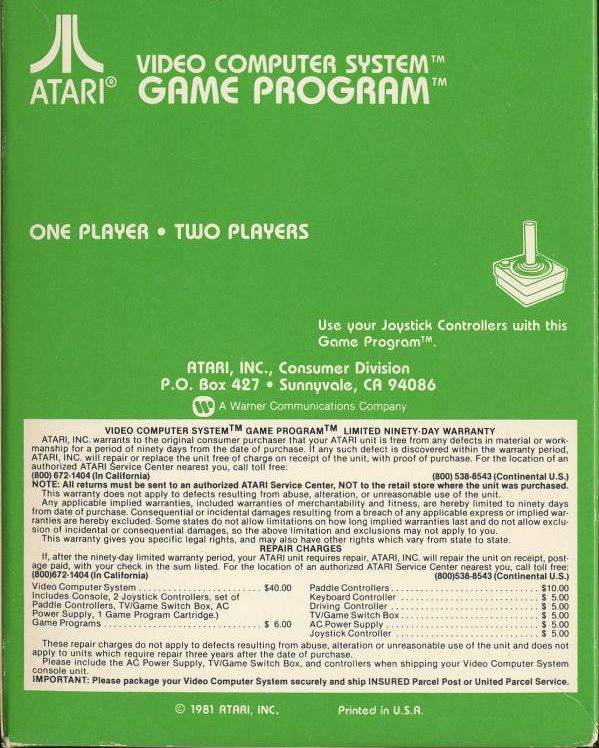 ATARI® VIDEO COMPUTER SYSTEM™
GAME PROGRAM™
ONE PLAYER • TWO PLAYERS
Use your Joystick Controllers with this
Game Program™.
ATARI, INC., Consumer Division
P.O. Box 427 • Sunnyvale, CA 94086
A Warner Communications Company
VIDEO COMPUTER SYSTEM™ GAME PROGRAM™ LIMITED NINETY-DAY WARRANTY
ATARI, INC. warrants to the original consumer purchaser that your ATARI unit is free from any defects in material or work-
manship for a period of ninety days from the date of purchase. If any such defect is discovered within the warranty period,
ATARI, INC. will repair or replace the unit free of charge on receipt of the unit, with proof of purchase. For the location of an
authorized ATARI Service Center nearest you, call toll free:
(800) 672-1404 (In California) (800) 538-8543 (Continental U.S.)
NOTE: All returns must be sent to an authorized ATARI Service Center, NOT to the retail store where the unit was purchased.
This warranty does not apply to defects resulting from abuse, alteration, or unreasonable use of the unit.
Any applicable implied warranties, included warranties of merchantability and fitness, are hereby limited to ninety days
from date of purchase. Consequential or incidental damages resulting from a breach of any applicable express or implied war-
ranties are hereby excluded. Some states do not allow limitations on how long implied warranties last and do not allow exclu-
sion of incidental or consequential damages, so the above limitation and exclusions may not apply to you.
This warranty gives you specific legal rights, and may also have other rights which vary from state to state.
REPAIR CHARGES
If, after the ninety-day limited warranty period, your ATARI unit requires repair, ATARI, INC. will repair the unit on receipt, post-
age paid, with your check in the sum listed. For the location of an authorized ATARI Service Center nearest you, call toll free:
(800)672-1404 (In California) (800)538-8543 (Continental U.S.)
Video Computer System ........................ $40.00
Includes Console, 2 Joystick Controllers, set of
Paddle Controllers, TV/Game Switch Box, AC
Power Supply, 1 Game Program Cartridge.)
Game Programs ............................... $ 6.00
Paddle Controllers ............................. $10.00
Keyboard Controller ........................... $ 5.00
Driving Controller .............................. $ 5.00
TV/Game Switch Box ........................... $ 5.00
AC Power Supply .............................. $ 5.00
Joystick Controller ............................. $ 5.00
These repair charges do not apply to defects resulting from abuse, alteration or unreasonable use of the unit and does not
apply to units which require repair three years after the date of purchase.
Please include the AC Power Supply, TV/Game Switch Box, and controllers when shipping your Video Computer System
console unit.
IMPORTANT: Please package your Video Computer System securely and ship INSURED Parcel Post or United Parcel Service.
© 1981 ATARI, INC. Printed in U.S.A.